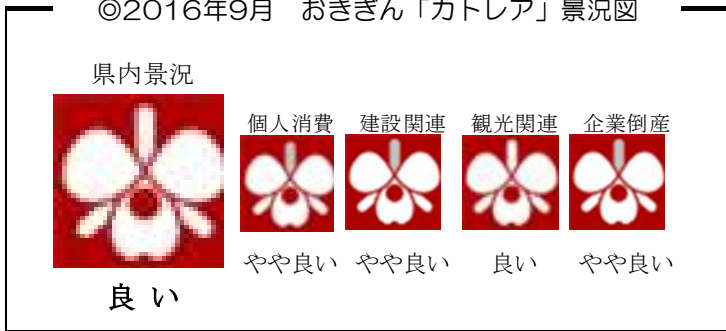 ◎2016年9月 おきぎん「カトレア」景況図
県内景況
個人消費 建設関連 観光関連 企業倒産
やや良い やや良い 良い やや良い
良 い